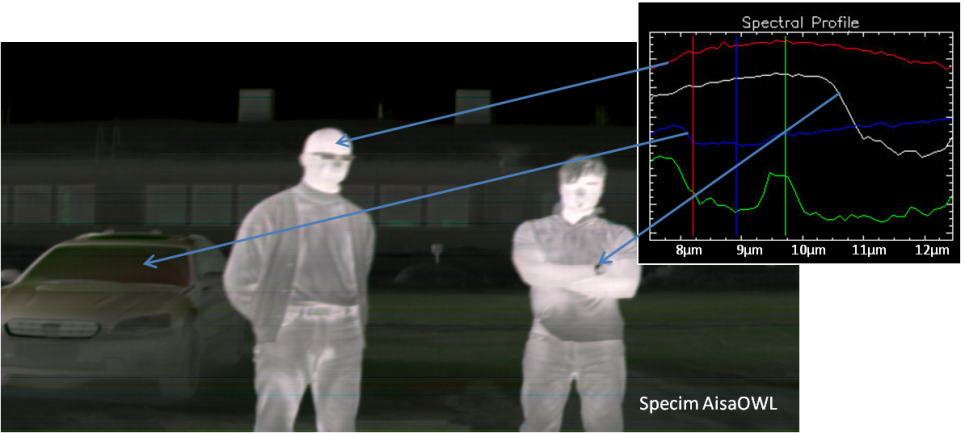 Spectral Profile
8µm 9µm 10µm 11µm 12µm
Specim AisaOWL